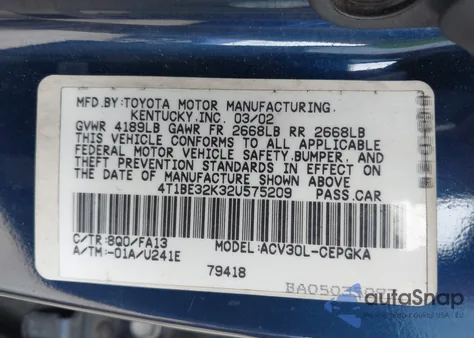 MFD.BY:TOYOTA MOTOR MANUFACTURING.
KENTUCKY,INC. 03/02
GVWR 4189LB GAWR FR 2668LB RR 2668LB
THIS VEHICLE CONFORMS TO ALL APPLICABLE
FEDERAL MOTOR VEHICLE SAFETY,BUMPER, AND
THEFT PREVENTION STANDARDS IN EFFECT ON THE
DATE OF MANUFACTURE SHOWN ABOVE
4T1BE32K32U575209 PASS.CAR
C/TR:8Q0/FA13 MODEL:ACV30L-CEPGKA
A/TM:-01A/U241E
79418
autoSnap